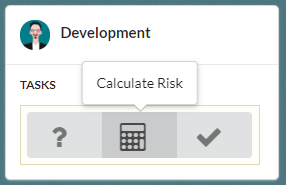 Development
Calculate Risk
TASKS
?